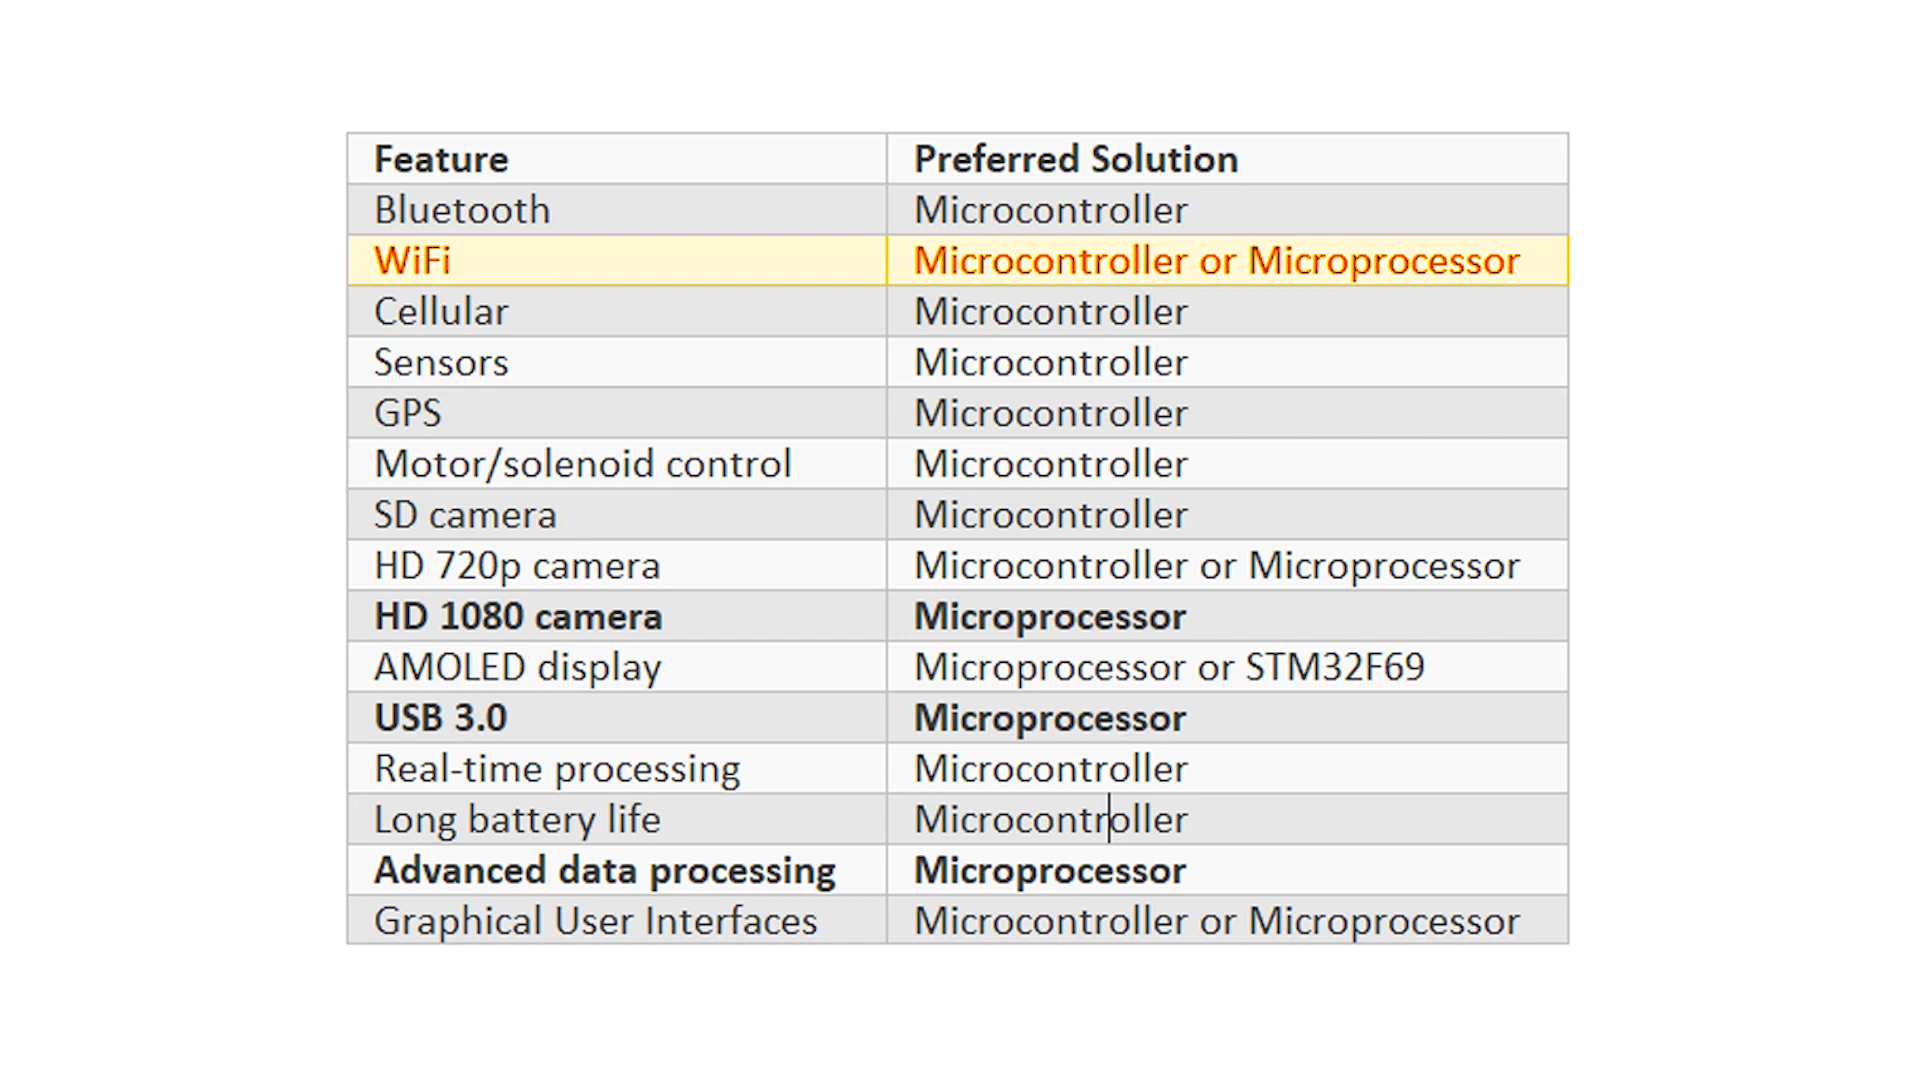 Feature Preferred Solution
Bluetooth Microcontroller
WiFi Microcontroller or Microprocessor
Cellular Microcontroller
Sensors Microcontroller
GPS Microcontroller
Motor/solenoid control Microcontroller
SD camera Microcontroller
HD 720p camera Microcontroller or Microprocessor
HD 1080 camera Microprocessor
AMOLED display Microprocessor or STM32F69
USB 3.0 Microprocessor
Real-time processing Microcontroller
Long battery life Microcontroller
Advanced data processing Microprocessor
Graphical User Interfaces Microcontroller or Microprocessor